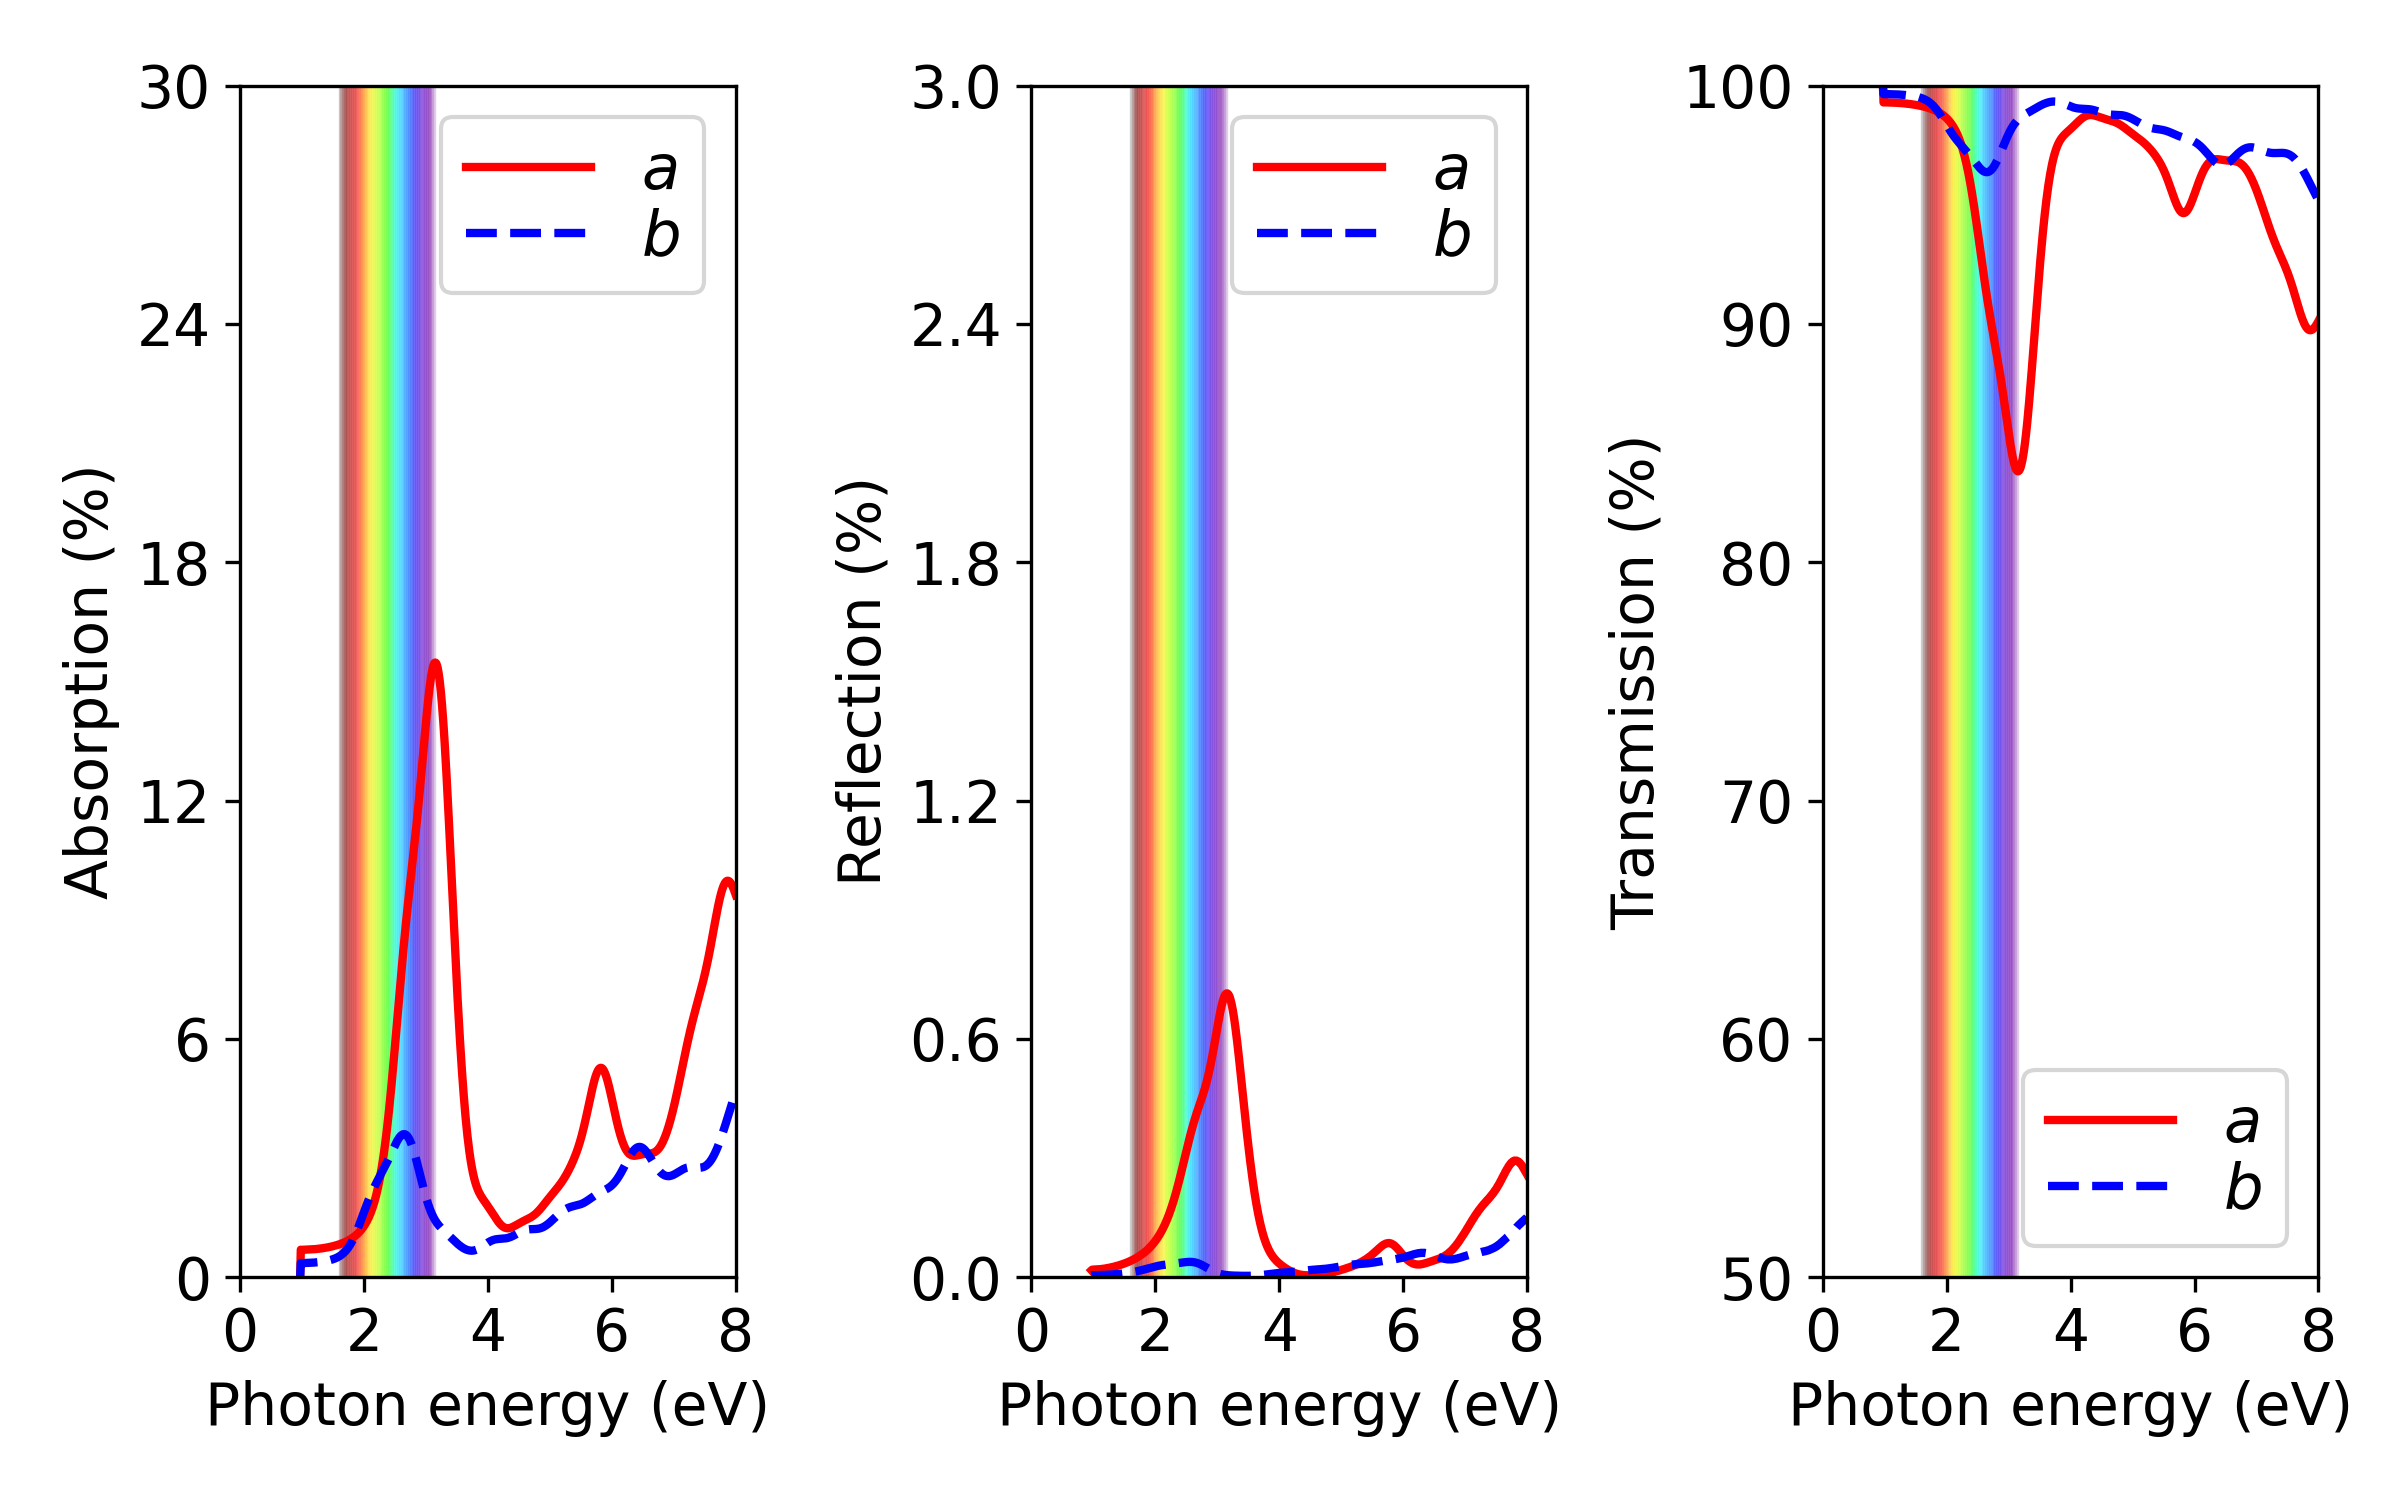 Absorption (%)
30
24
18
12
6
0
0 2 4 6 8
Photon energy (eV)
a
b
Reflection (%)
3.0
2.4
1.8
1.2
0.6
0.0
0 2 4 6 8
Photon energy (eV)
a
b
Transmission (%)
100
90
80
70
60
50
0 2 4 6 8
Photon energy (eV)
a
b